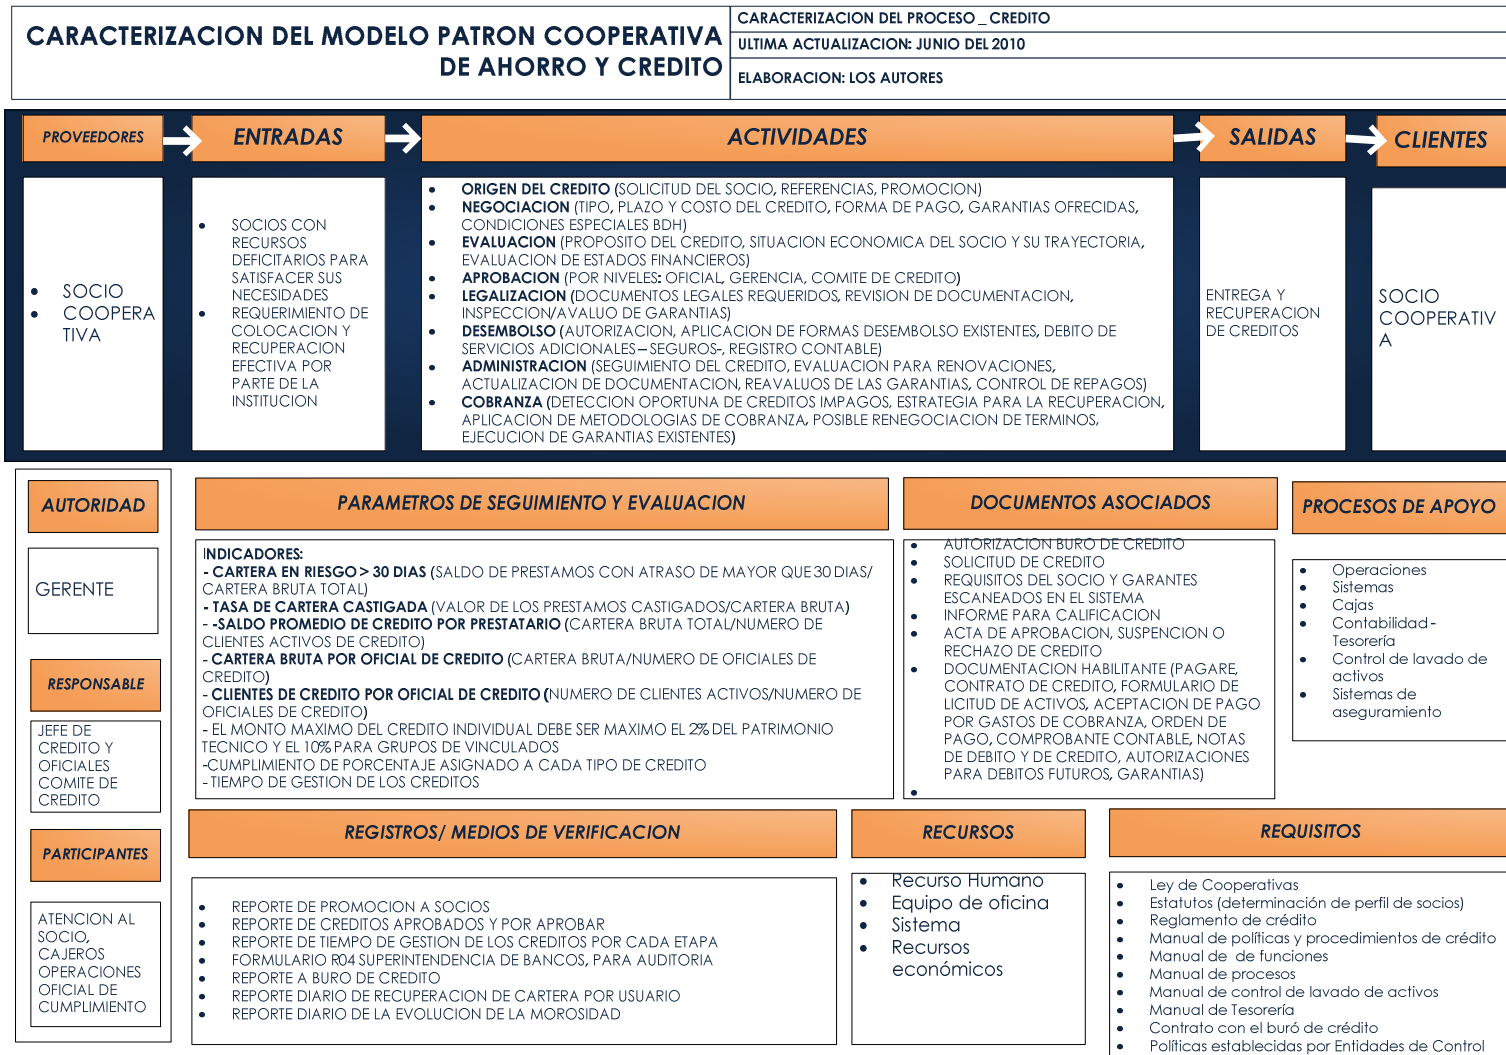 CARACTERIZACION DEL MODELO PATRON COOPERATIVA
DE AHORRO Y CREDITO
CARACTERIZACION DEL PROCESO _ CREDITO
ULTIMA ACTUALIZACION: JUNIO DEL 2010
ELABORACION: LOS AUTORES
PROVEEDORES
ENTRADAS
ACTIVIDADES
SALIDAS
CLIENTES
• SOCIO
• COOPERA
TIVA
• SOCIOS CON
RECURSOS
DEFICITARIOS PARA
SATISFACER SUS
NECESIDADES
• REQUERIMIENTO DE
COLOCACION Y
RECUPERACION
EFECTIVA POR
PARTE DE LA
INSTITUCION
• ORIGEN DEL CREDITO (SOLICITUD DEL SOCIO, REFERENCIAS, PROMOCION)
• NEGOCIACION (TIPO, PLAZO Y COSTO DEL CREDITO, FORMA DE PAGO, GARANTIAS OFRECIDAS,
CONDICIONES ESPECIALES BDH)
• EVALUACION (PROPOSITO DEL CREDITO, SITUACION ECONOMICA DEL SOCIO Y SU TRAYECTORIA,
EVALUACION DE ESTADOS FINANCIEROS)
• APROBACION (POR NIVELES: OFICIAL, GERENCIA, COMITE DE CREDITO)
• LEGALIZACION (DOCUMENTOS LEGALES REQUERIDOS, REVISION DE DOCUMENTACION,
INSPECCION/AVALUO DE GARANTIAS)
• DESEMBOLSO (AUTORIZACION, APLICACION DE FORMAS DESEMBOLSO EXISTENTES, DEBITO DE
SERVICIOS ADICIONALES – SEGUROS-, REGISTRO CONTABLE)
• ADMINISTRACION (SEGUIMIENTO DEL CREDITO, EVALUACION PARA RENOVACIONES,
ACTUALIZACION DE DOCUMENTACION, REAVALUOS DE LAS GARANTIAS, CONTROL DE REPAGOS)
• COBRANZA (DETECCION OPORTUNA DE CREDITOS IMPAGOS, ESTRATEGIA PARA LA RECUPERACION,
APLICACION DE METODOLOGIAS DE COBRANZA, POSIBLE RENEGOCIACION DE TERMINOS,
EJECUCION DE GARANTIAS EXISTENTES)
ENTREGA Y
RECUPERACION
DE CREDITOS
SOCIO
COOPERATIV
A
AUTORIDAD
GERENTE
RESPONSABLE
JEFE DE
CREDITO Y
OFICIALES
COMITE DE
CREDITO
PARTICIPANTES
ATENCION AL
SOCIO,
CAJEROS
OPERACIONES
OFICIAL DE
CUMPLIMIENTO
PARAMETROS DE SEGUIMIENTO Y EVALUACION
INDICADORES:
- CARTERA EN RIESGO > 30 DIAS (SALDO DE PRESTAMOS CON ATRASO DE MAYOR QUE 30 DIAS/
CARTERA BRUTA TOTAL)
- TASA DE CARTERA CASTIGADA (VALOR DE LOS PRESTAMOS CASTIGADOS/CARTERA BRUTA)
- -SALDO PROMEDIO DE CREDITO POR PRESTATARIO (CARTERA BRUTA TOTAL/NUMERO DE
CLIENTES ACTIVOS DE CREDITO)
- CARTERA BRUTA POR OFICIAL DE CREDITO (CARTERA BRUTA/NUMERO DE OFICIALES DE
CREDITO)
- CLIENTES DE CREDITO POR OFICIAL DE CREDITO (NUMERO DE CLIENTES ACTIVOS/NUMERO DE
OFICIALES DE CREDITO)
- EL MONTO MAXIMO DEL CREDITO INDIVIDUAL DEBE SER MAXIMO EL 2% DEL PATRIMONIO
TECNICO Y EL 10% PARA GRUPOS DE VINCULADOS
-CUMPLIMIENTO DE PORCENTAJE ASIGNADO A CADA TIPO DE CREDITO
- TIEMPO DE GESTION DE LOS CREDITOS
DOCUMENTOS ASOCIADOS
• AUTORIZACION BURO DE CREDITO
• SOLICITUD DE CREDITO
• REQUISITOS DEL SOCIO Y GARANTES
ESCANEADOS EN EL SISTEMA
• INFORME PARA CALIFICACION
• ACTA DE APROBACION, SUSPENCION O
RECHAZO DE CREDITO
• DOCUMENTACION HABILITANTE (PAGARE,
CONTRATO DE CREDITO, FORMULARIO DE
LICITUD DE ACTIVOS, ACEPTACION DE PAGO
POR GASTOS DE COBRANZA, ORDEN DE
PAGO, COMPROBANTE CONTABLE, NOTAS
DE DEBITO Y DE CREDITO, AUTORIZACIONES
PARA DEBITOS FUTUROS, GARANTIAS)
•
PROCESOS DE APOYO
• Operaciones
• Sistemas
• Cajas
• Contabilidad -
Tesorería
• Control de lavado de
activos
• Sistemas de
aseguramiento
REGISTROS/ MEDIOS DE VERIFICACION
• REPORTE DE PROMOCION A SOCIOS
• REPORTE DE CREDITOS APROBADOS Y POR APROBAR
• REPORTE DE TIEMPO DE GESTION DE LOS CREDITOS POR CADA ETAPA
• FORMULARIO R04 SUPERINTENDENCIA DE BANCOS, PARA AUDITORIA
• REPORTE A BURO DE CREDITO
• REPORTE DIARIO DE RECUPERACION DE CARTERA POR USUARIO
• REPORTE DIARIO DE LA EVOLUCION DE LA MOROSIDAD
RECURSOS
• Recurso Humano
• Equipo de oficina
• Sistema
• Recursos
económicos
REQUISITOS
• Ley de Cooperativas
• Estatutos (determinación de perfil de socios)
• Reglamento de crédito
• Manual de políticas y procedimientos de crédito
• Manual de de funciones
• Manual de procesos
• Manual de control de lavado de activos
• Manual de Tesorería
• Contrato con el buró de crédito
• Políticas establecidas por Entidades de Control